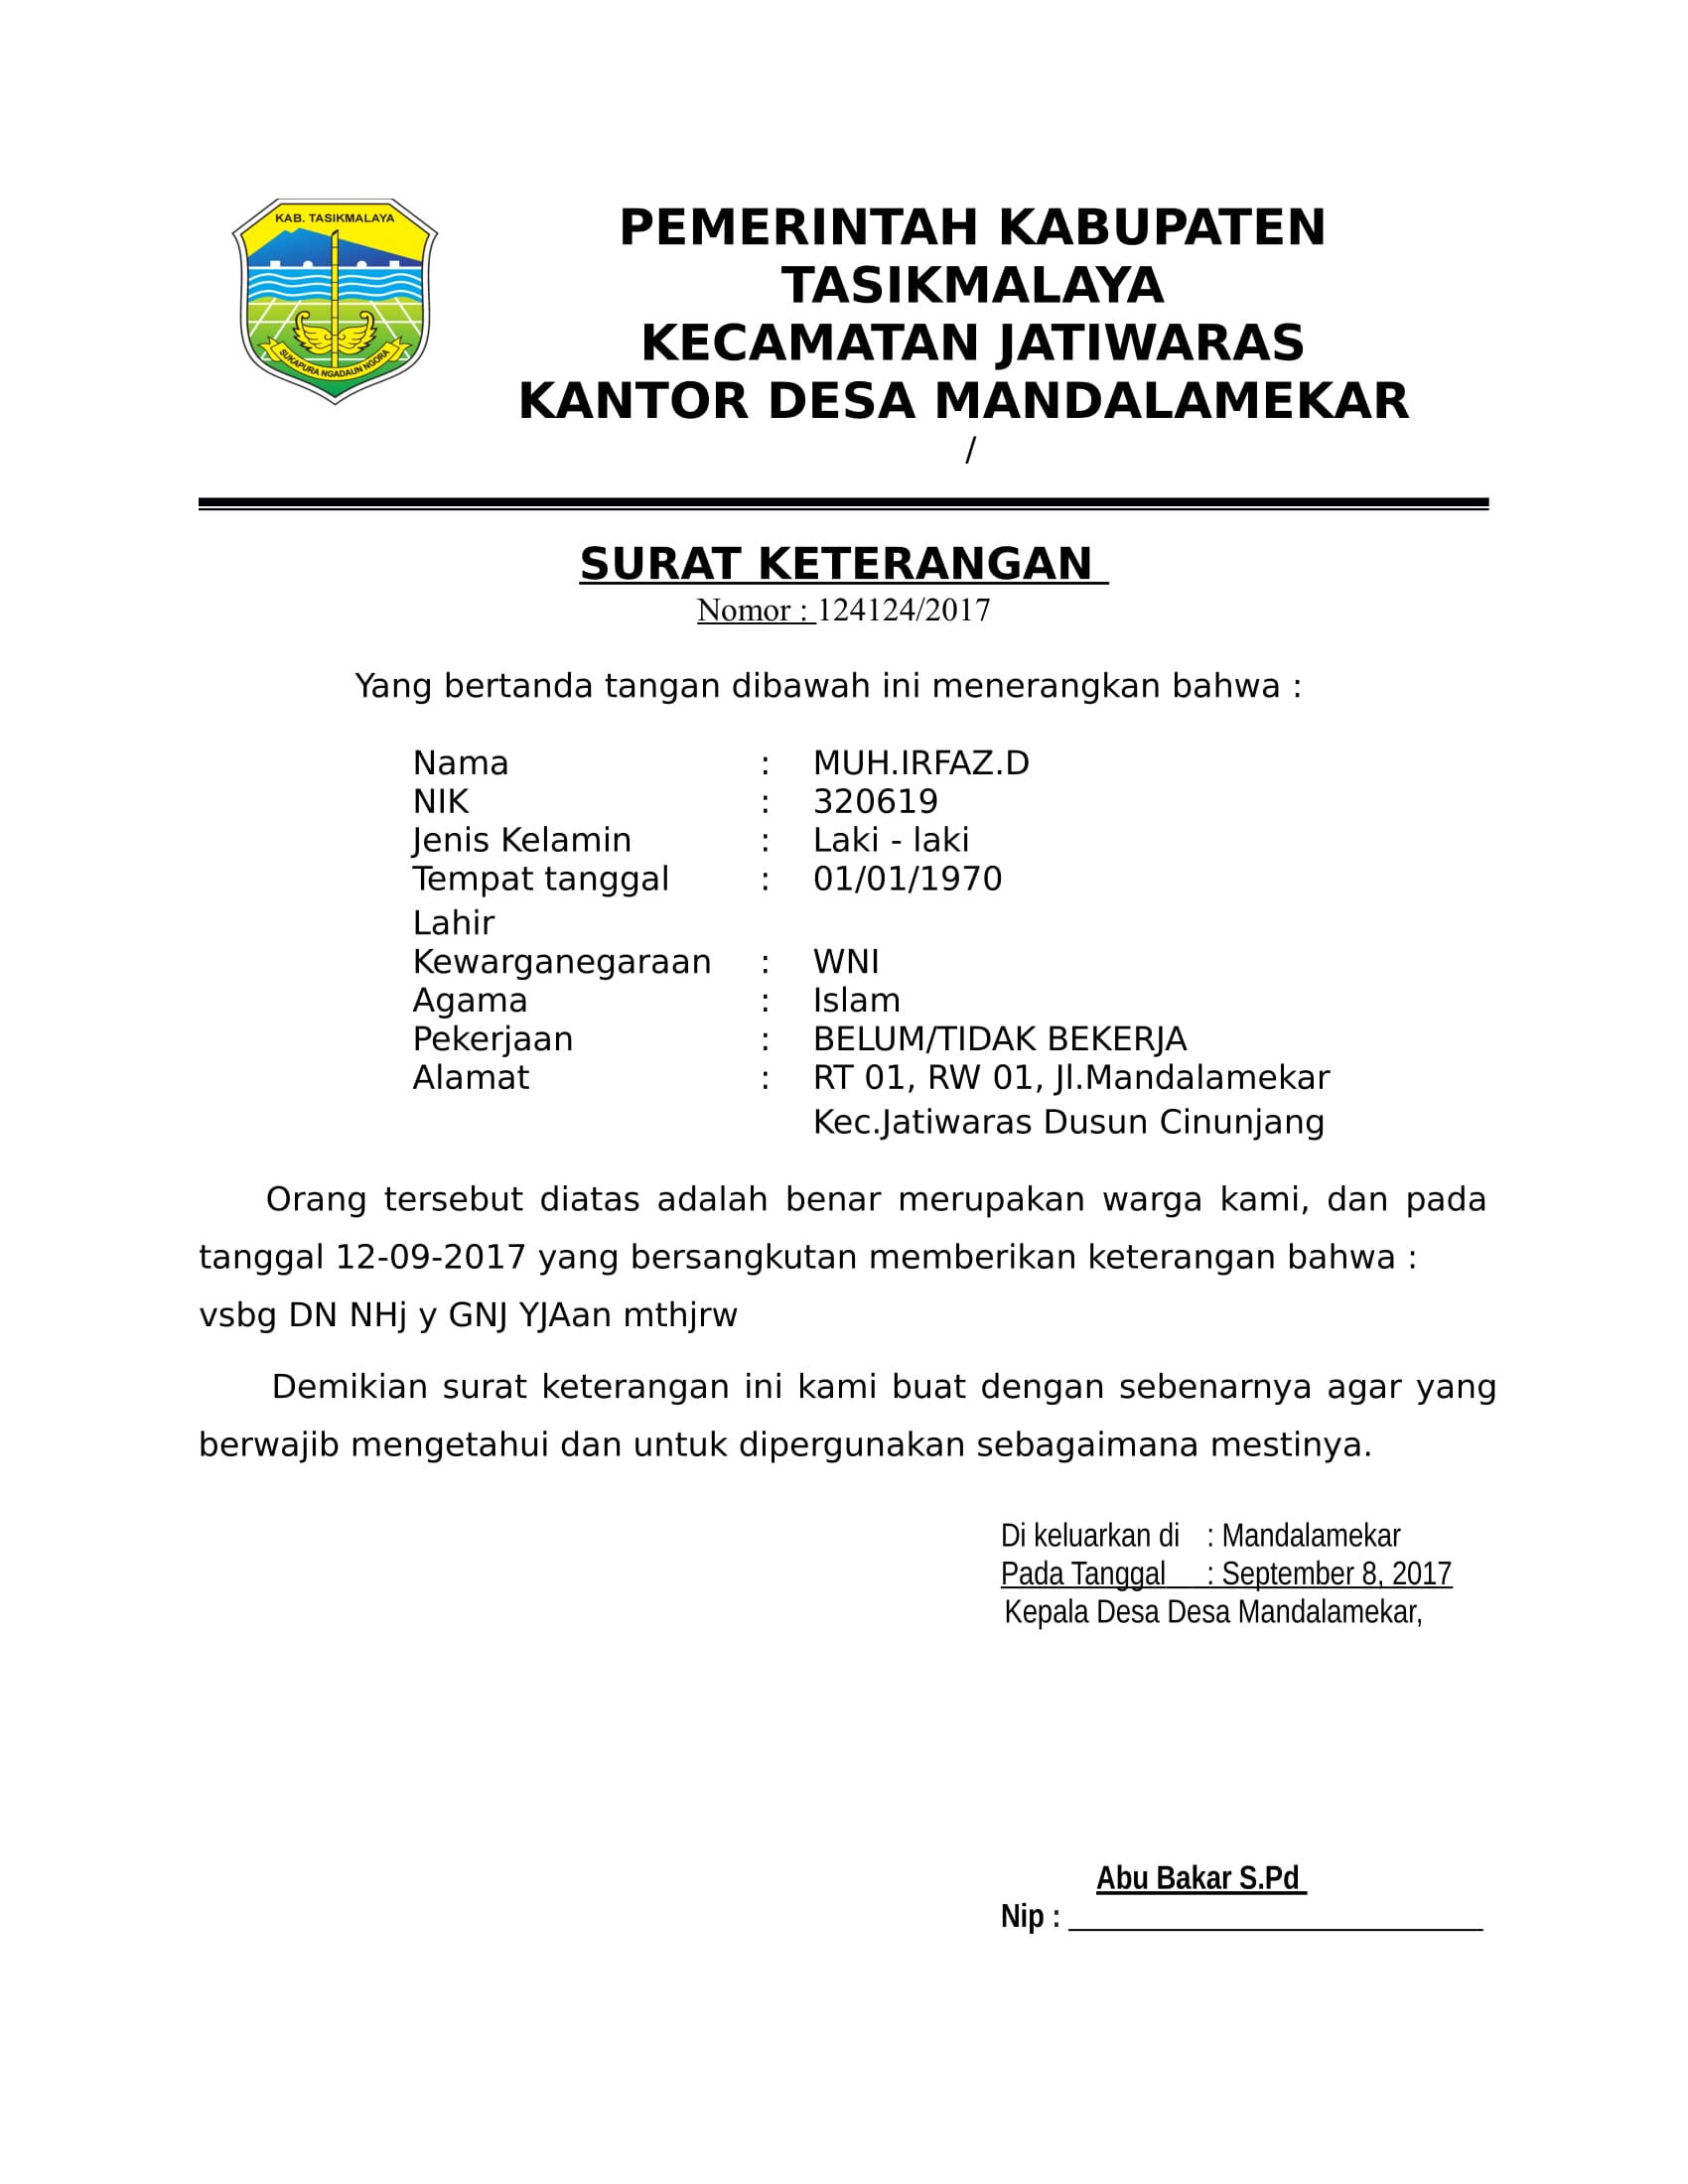 KAB. TASIKMALAYA
SUKAPURA NGADAUN NGORA
PEMERINTAH KABUPATEN
TASIKMALAYA
KECAMATAN JATIWARAS
KANTOR DESA MANDALAMEKAR
/
SURAT KETERANGAN
Nomor : 124124/2017
Yang bertanda tangan dibawah ini menerangkan bahwa :
Nama : MUH.IRFAZ.D
NIK : 320619
Jenis Kelamin : Laki - laki
Tempat tanggal : 01/01/1970
Lahir
Kewarganegaraan : WNI
Agama : Islam
Pekerjaan : BELUM/TIDAK BEKERJA
Alamat : RT 01, RW 01, Jl.Mandalamekar
Kec.Jatiwaras Dusun Cinunjang
Orang tersebut diatas adalah benar merupakan warga kami, dan pada
tanggal 12-09-2017 yang bersangkutan memberikan keterangan bahwa :
vsbg DN NHj y GNJ YJAan mthjrw
Demikian surat keterangan ini kami buat dengan sebenarnya agar yang
berwajib mengetahui dan untuk dipergunakan sebagaimana mestinya.
Di keluarkan di : Mandalamekar
Pada Tanggal : September 8, 2017
Kepala Desa Desa Mandalamekar,
Abu Bakar S.Pd
Nip :